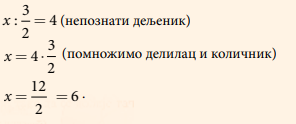 x : 3/2 = 4 (непознати дељеник)
x = 4 · 3/2 (помножимо делилац и количник)
x = 12/2 = 6 ·